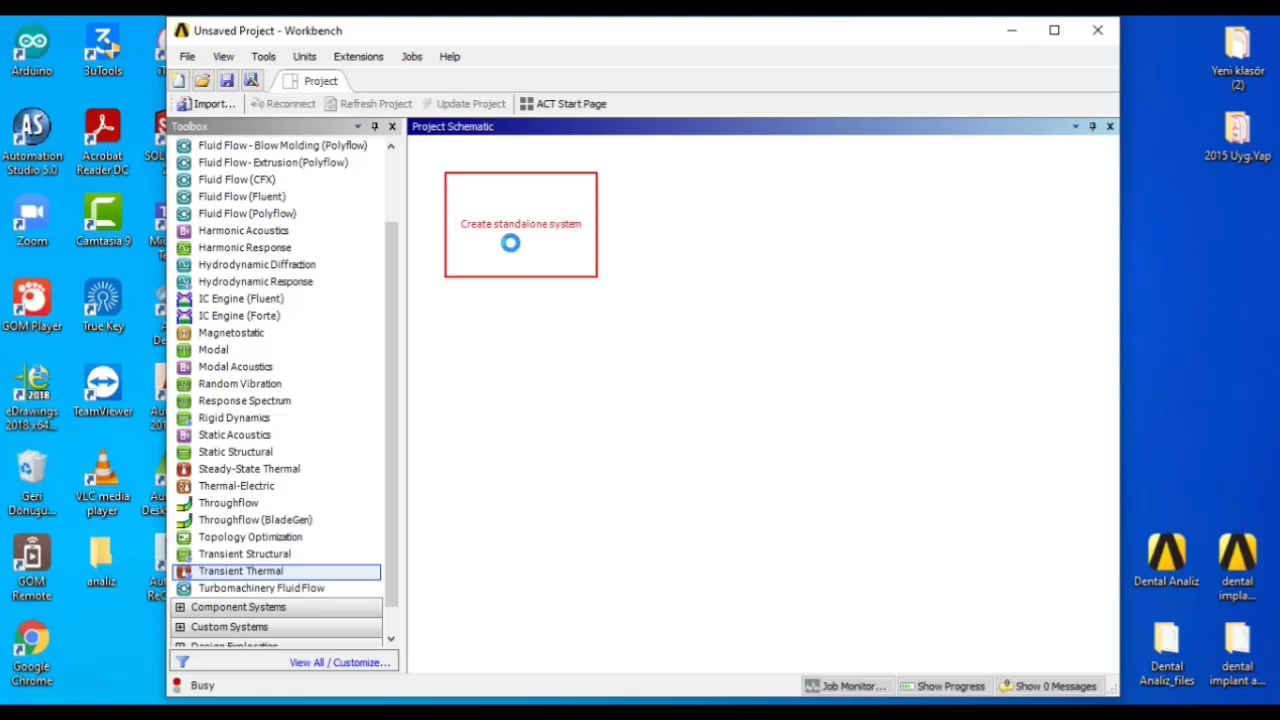 Arduino
3uTools
Automation
Studio 5.0
Acrobat
Reader DC
SOL
Zoom
Camtasia 9
GOM Player
True Key
eDrawings
2018 x64...
TeamViewer
Geri
Donuşu...
VLC media
player
GOM
Remote
analiz
Google
Chrome
Unsaved Project - Workbench
File View Tools Units Extensions Jobs Help
Project
Import... Reconnect Refresh Project Update Project ACT Start Page
Toolbox
Fluid Flow - Blow Molding (Polyflow)
Fluid Flow- Extrusion(Polyflow)
Fluid Flow (CFX)
Fluid Flow (Fluent)
Fluid Flow (Polyflow)
Harmonic Acoustics
Harmonic Response
Hydrodynamic Diffraction
Hydrodynamic Response
IC Engine (Fluent)
IC Engine (Forte)
Magnetostatic
Modal
Modal Acoustics
Random Vibration
Response Spectrum
Rigid Dynamics
Static Acoustics
Static Structural
Steady-State Thermal
Thermal-Electric
Throughflow
Throughflow (BladeGen)
Topology Optimization
Transient Structural
Transient Thermal
Turbomachinery Fluid Flow
Component Systems
Custom Systems
Design Exploration
View All / Customize...
Project Schematic
Create standalone system
Busy
Job Monitor... Show Progress Show 0 Messages
Yeni klasör
(2)
2015 Uyg.Yap
Dental Analiz
dental
impla...
Dental
Analiz_files
dental
implant a...